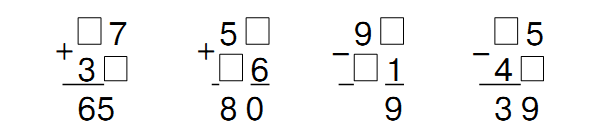 □ 7 5 □ 9 □ □ 5
+ 3 □ + □ 6 − □ 1 − 4 □
65 80 9 39